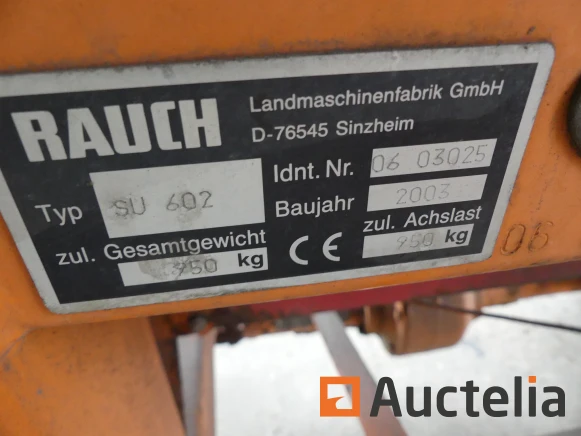 RAUCH
Landmaschinenfabrik GmbH
D-76545 Sinzheim
Typ SU 602
Idnt. Nr. 06 03025
Baujahr 2003
zul. Gesamtgewicht
950 kg
CE
zul. Achslast
950 kg
06
Auctelia